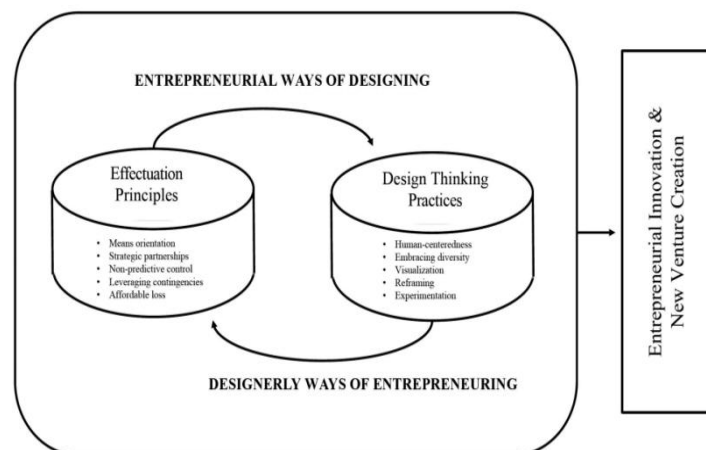 ENTREPRENEURIAL WAYS OF DESIGNING
Effectuation
Principles
• Means orientation
• Strategic partnerships
• Non-predictive control
• Leveraging contingencies
• Affordable loss
Design Thinking
Practices
• Human-centeredness
• Embracing diversity
• Visualization
• Reframing
• Experimentation
DESIGNERLY WAYS OF ENTREPRENEURING
Entrepreneurial Innovation &
New Venture Creation